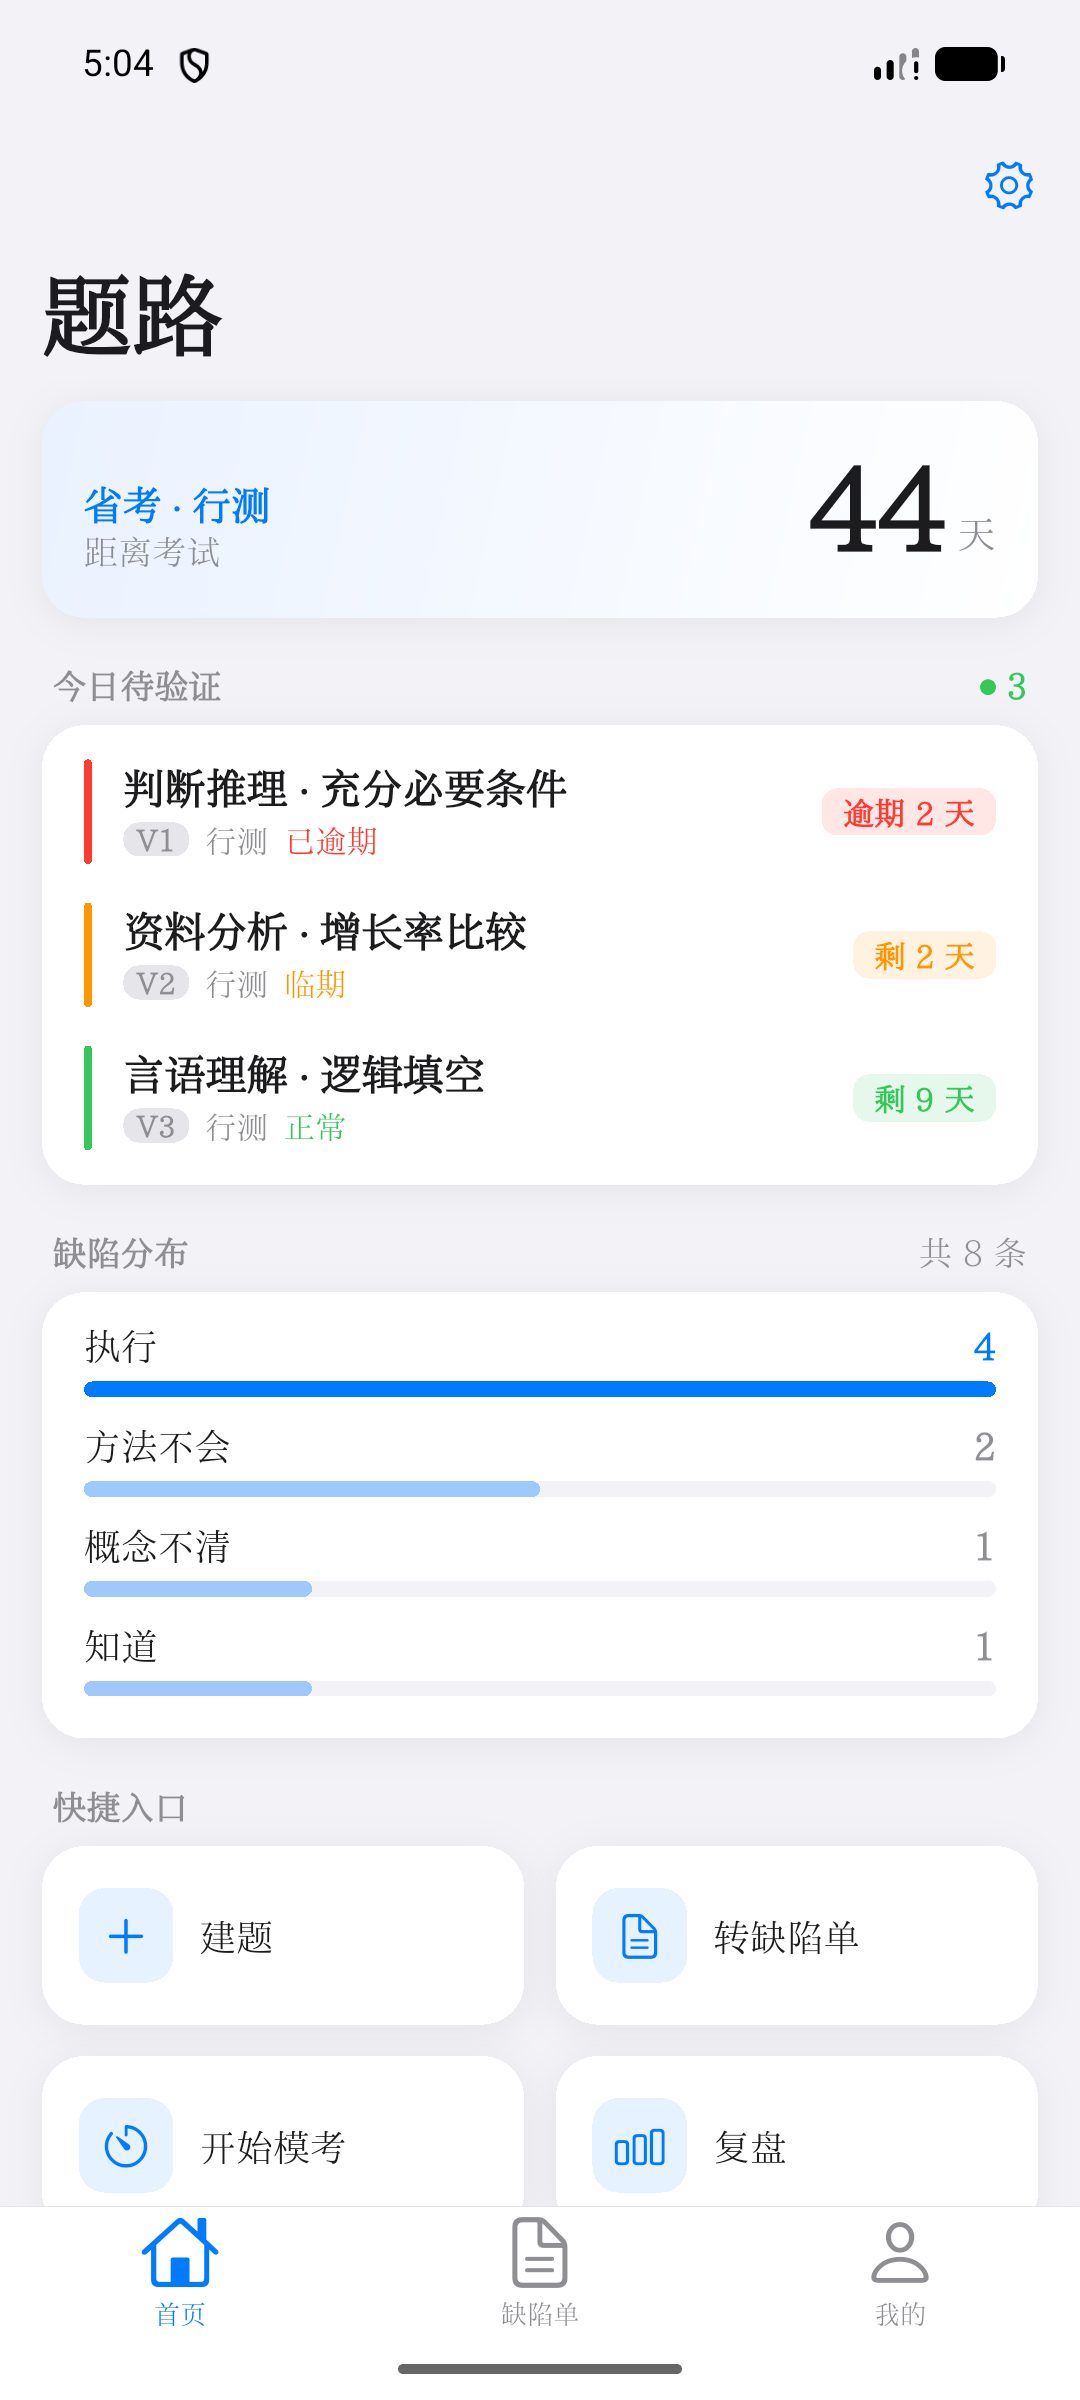 5:04
题路
省考 · 行测
距离考试
44 天
今日待验证
3
判断推理 · 充分必要条件
V1 行测 已逾期
逾期 2 天
资料分析 · 增长率比较
V2 行测 临期
剩 2 天
言语理解 · 逻辑填空
V3 行测 正常
剩 9 天
缺陷分布
共 8 条
执行 4
方法不会 2
概念不清 1
知道 1
快捷入口
建题
转缺陷单
开始模考
复盘
首页
缺陷单
我的